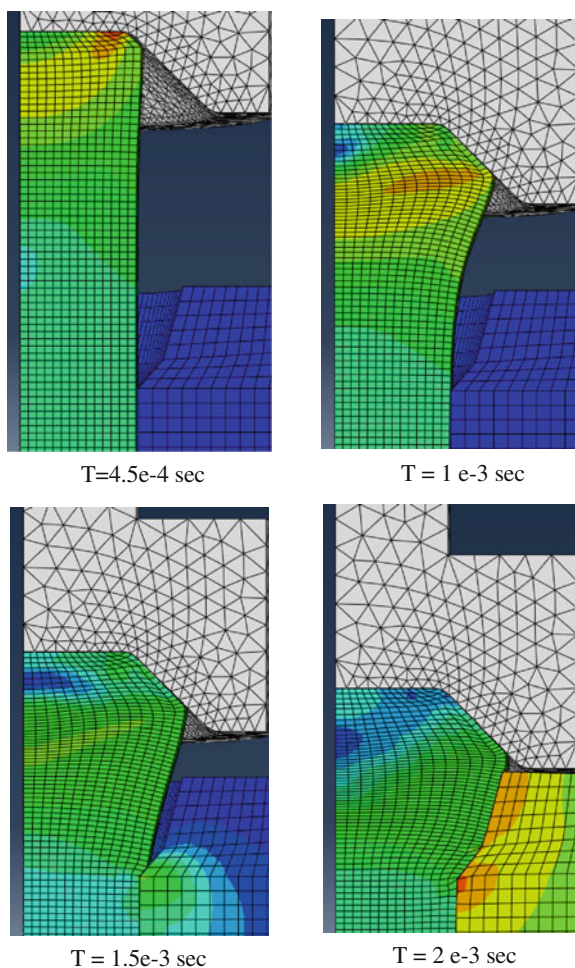 T=4.5e-4 sec
T = 1 e-3 sec
T = 1.5e-3 sec
T = 2 e-3 sec